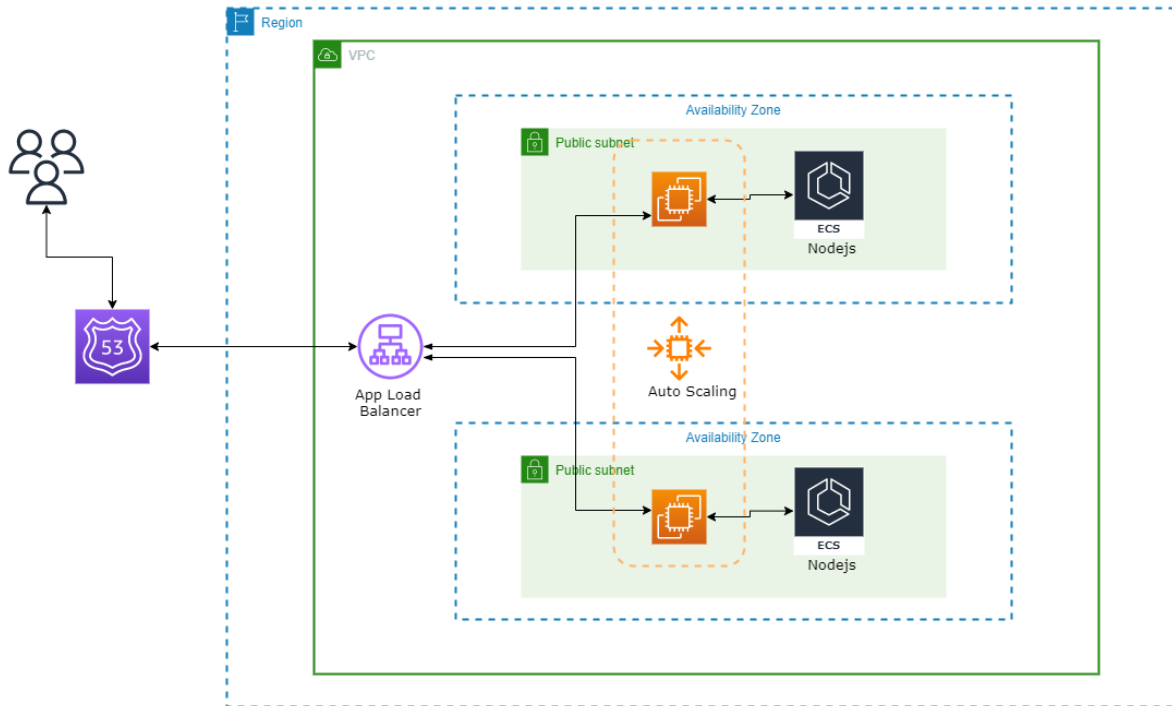 Region
VPC
Availability Zone
Public subnet
ECS
Nodejs
53
App Load
Balancer
Auto Scaling
Availability Zone
Public subnet
ECS
Nodejs